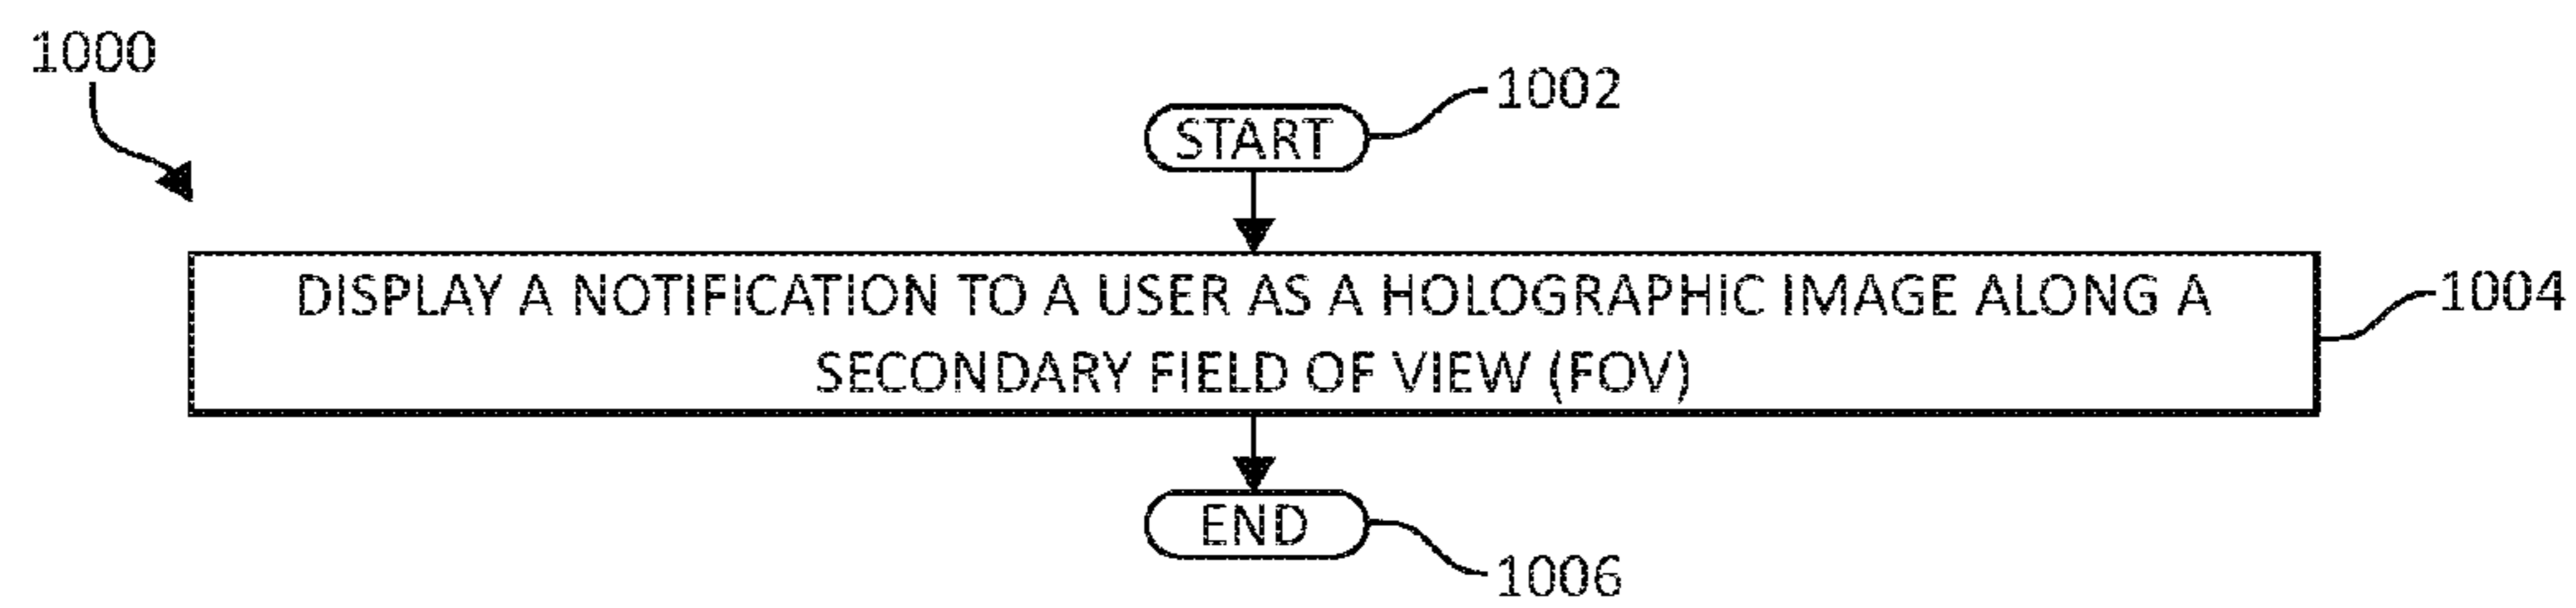 1000
1002
START
DISPLAY A NOTIFICATION TO A USER AS A HOLOGRAPHIC IMAGE ALONG A
SECONDARY FIELD OF VIEW (FOV)
1004
END
1006